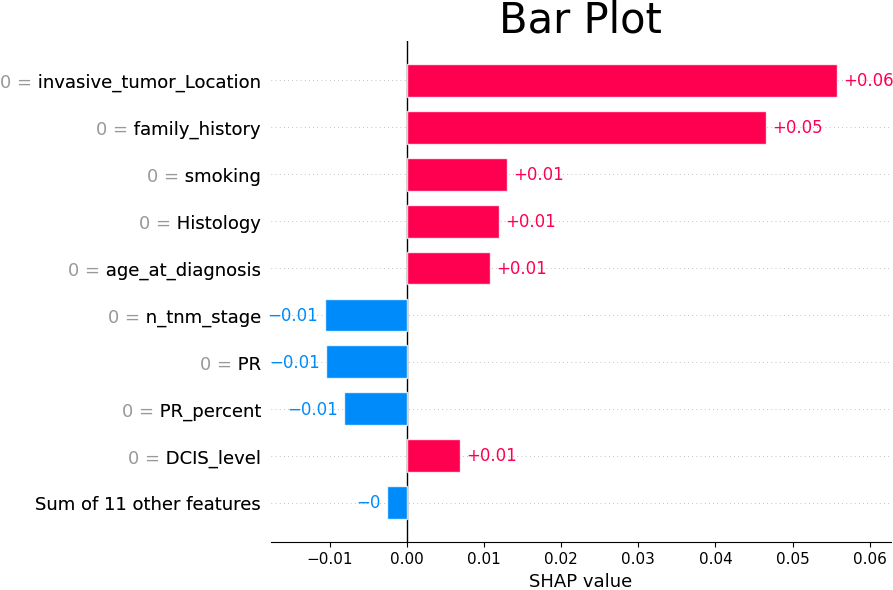 Bar Plot
0 = invasive_tumor_Location +0.06
0 = family_history +0.05
0 = smoking +0.01
0 = Histology +0.01
0 = age_at_diagnosis +0.01
0 = n_tnm_stage −0.01
0 = PR −0.01
0 = PR_percent −0.01
0 = DCIS_level +0.01
Sum of 11 other features −0
−0.01 0.00 0.01 0.02 0.03 0.04 0.05 0.06
SHAP value